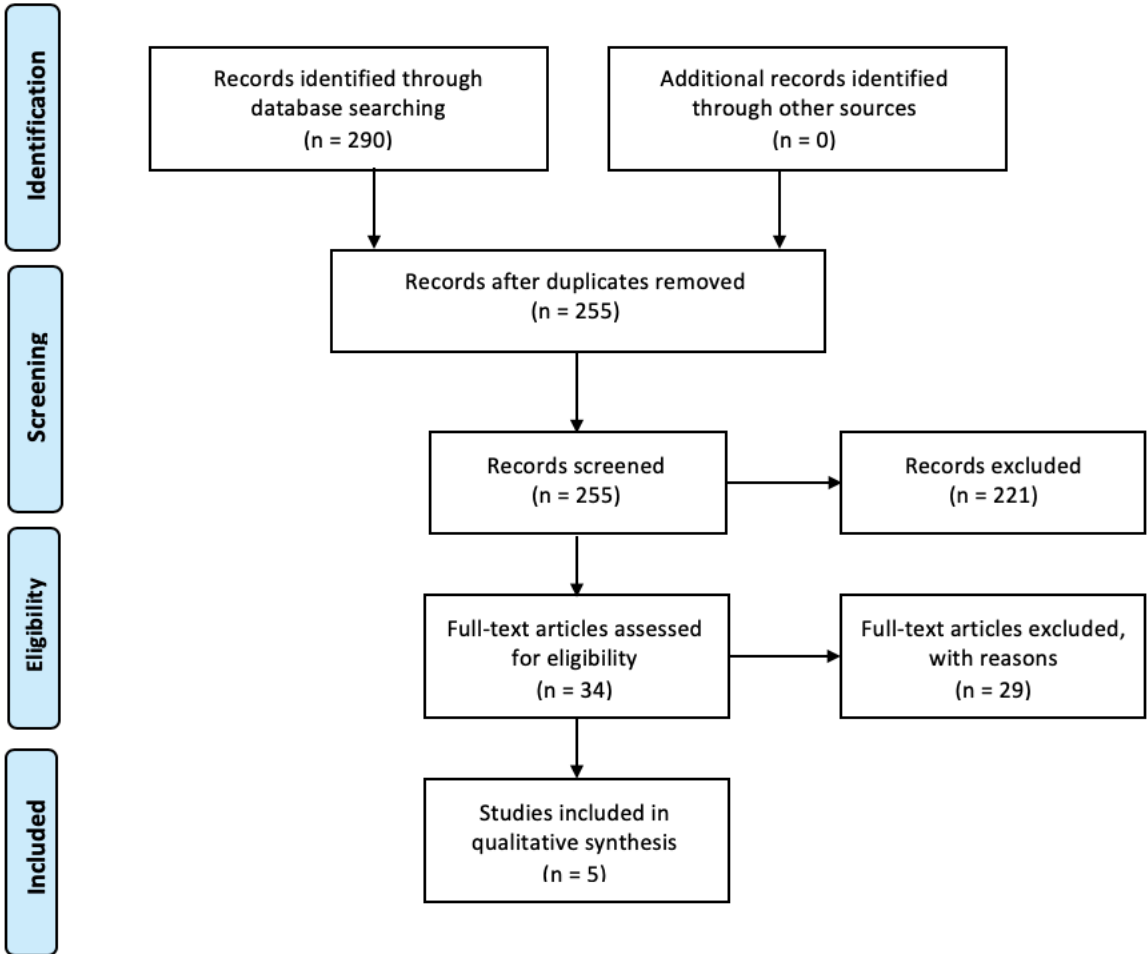 Identification
Records identified through
database searching
(n = 290)
Additional records identified
through other sources
(n = 0)
Records after duplicates removed
(n = 255)
Screening
Records screened
(n = 255)
Records excluded
(n = 221)
Eligibility
Full-text articles assessed
for eligibility
(n = 34)
Full-text articles excluded,
with reasons
(n = 29)
Included
Studies included in
qualitative synthesis
(n = 5)